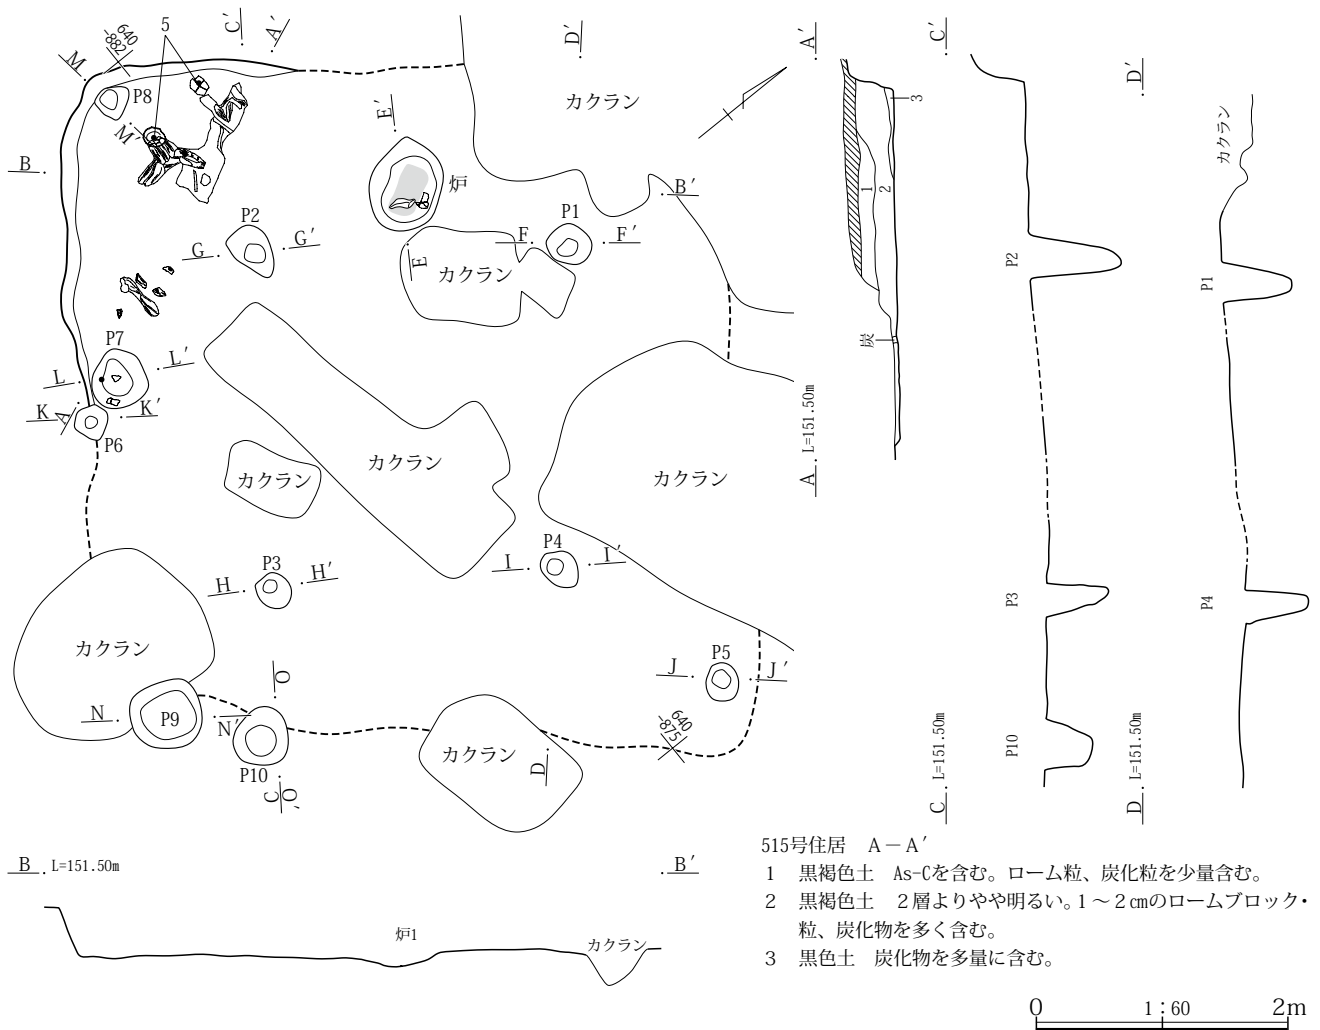 5
640
-882
C′
A′
D′
A′
C′
D′
M
P8
M′
カクラン
E′
3
カクラン
B
炉
B′
1
2
P2
P1
G
G′
F
F′
E
カクラン
P2
P1
P7
L
L′
炭
K
A
K′
P6
A L=151.50m
カクラン
カクラン
カクラン
P3
P4
H
H′
I
I′
P3
P4
カクラン
P5
J
J′
O
N
P9
N′
640
-875
P10
カクラン
D
P10
C
O′
C L=151.50m
D L=151.50m
B L=151.50m
B′
炉1
カクラン
515号住居 A－A′
1 黒褐色土 As-Cを含む。ローム粒、炭化粒を少量含む。
2 黒褐色土 2層よりやや明るい。1～2㎝のロームブロック・
粒、炭化物を多く含む。
3 黒色土 炭化物を多量に含む。
0 1：60 2m